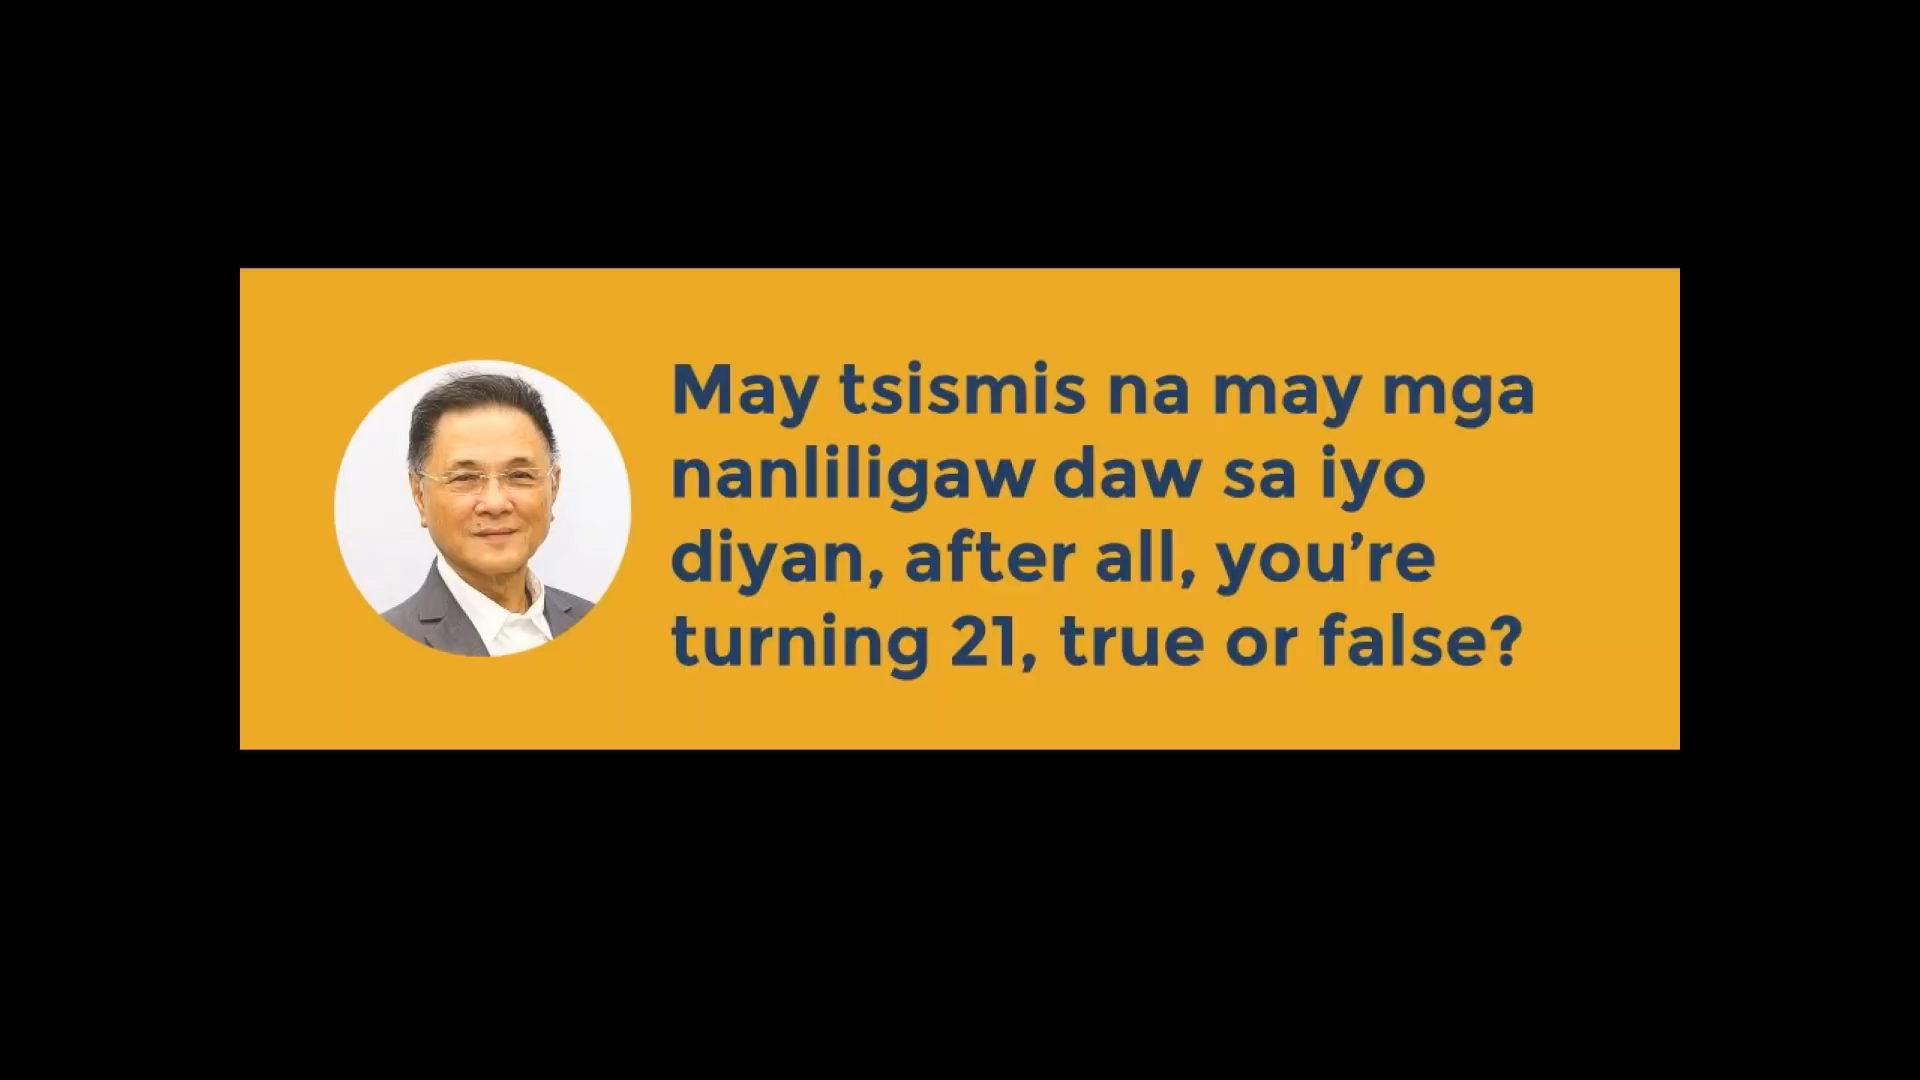 May tsismis na may mga
nanliligaw daw sa iyo
diyan, after all, you’re
turning 21, true or false?